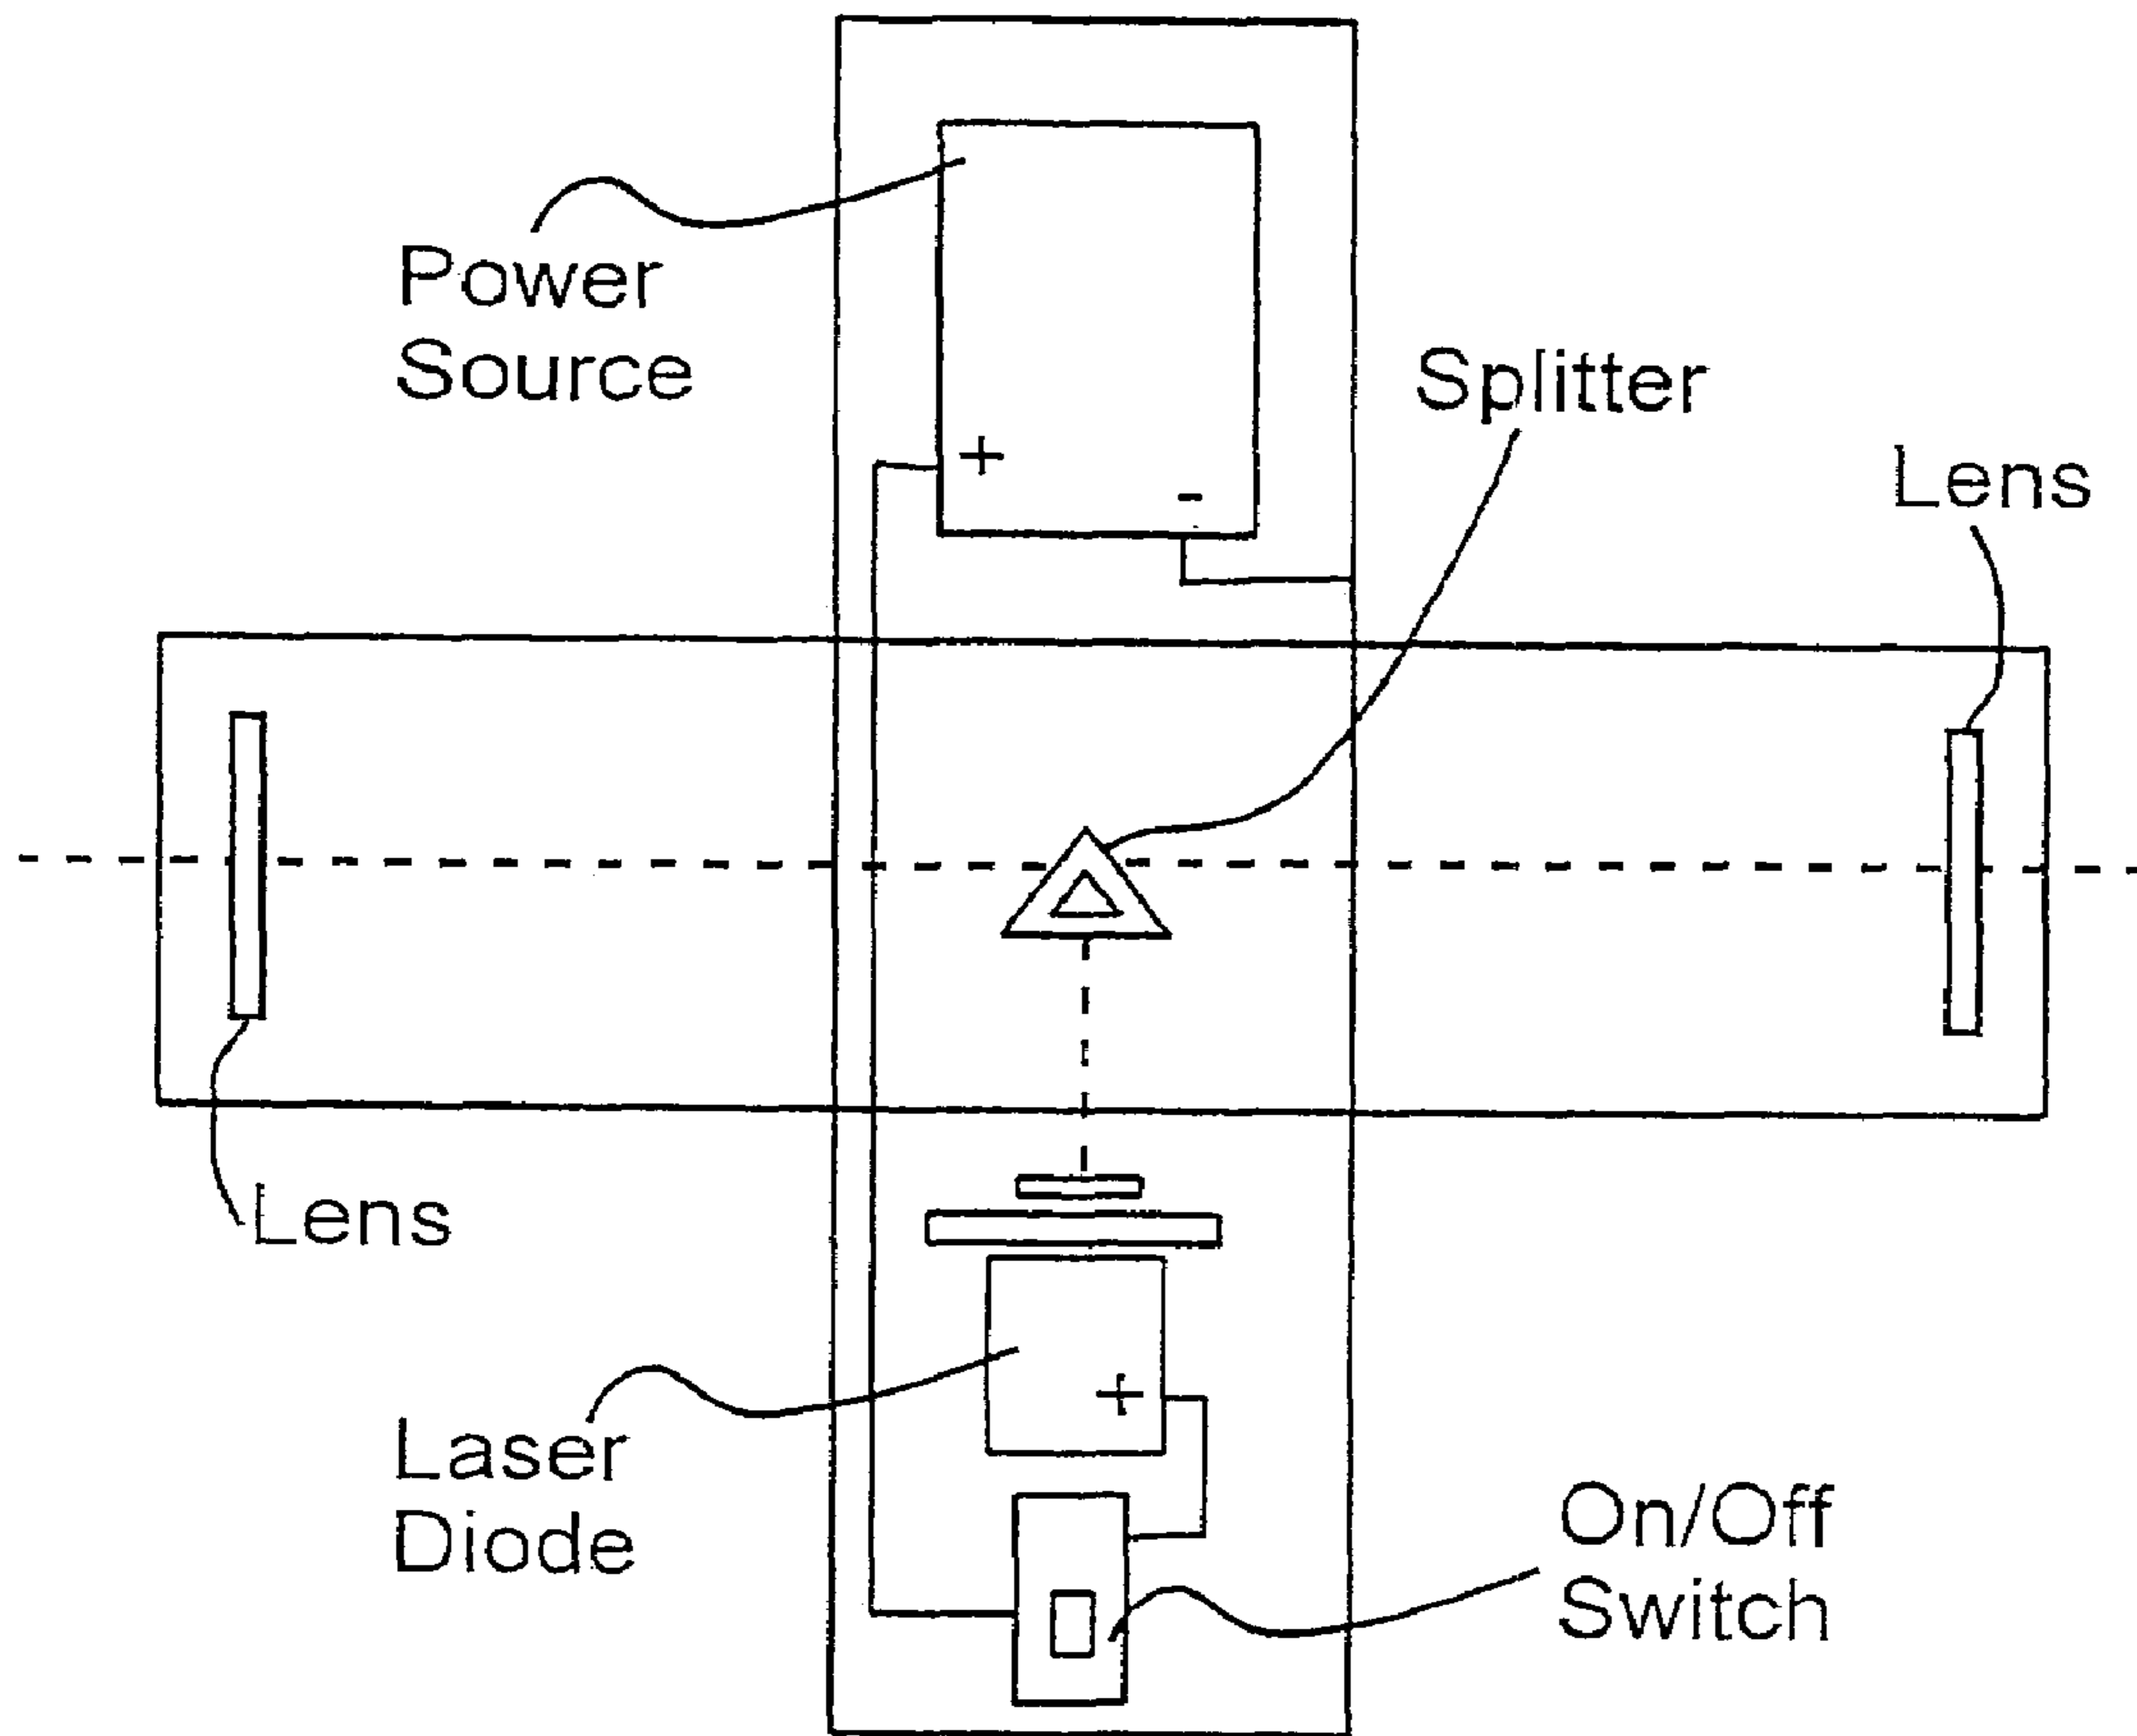 Power
Source
Splitter
Lens
+
-
Lens
Laser
Diode
+
On/Off
Switch